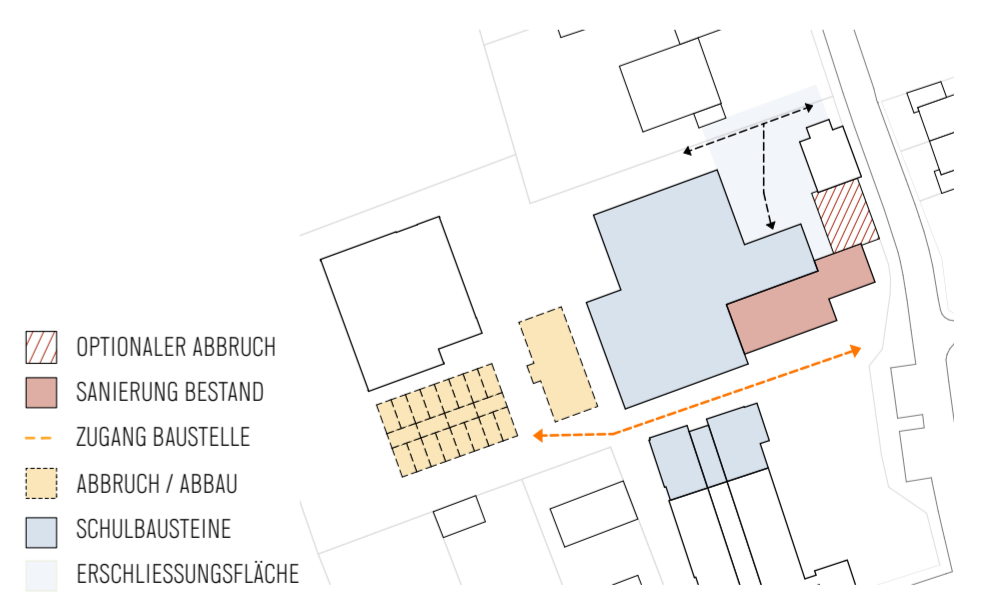 OPTIONALER ABBRUCH
SANIERUNG BESTAND
ZUGANG BAUSTELLE
ABBRUCH / ABBAU
SCHULBAUSTEINE
ERSCHLIESSUNGSFLÄCHE